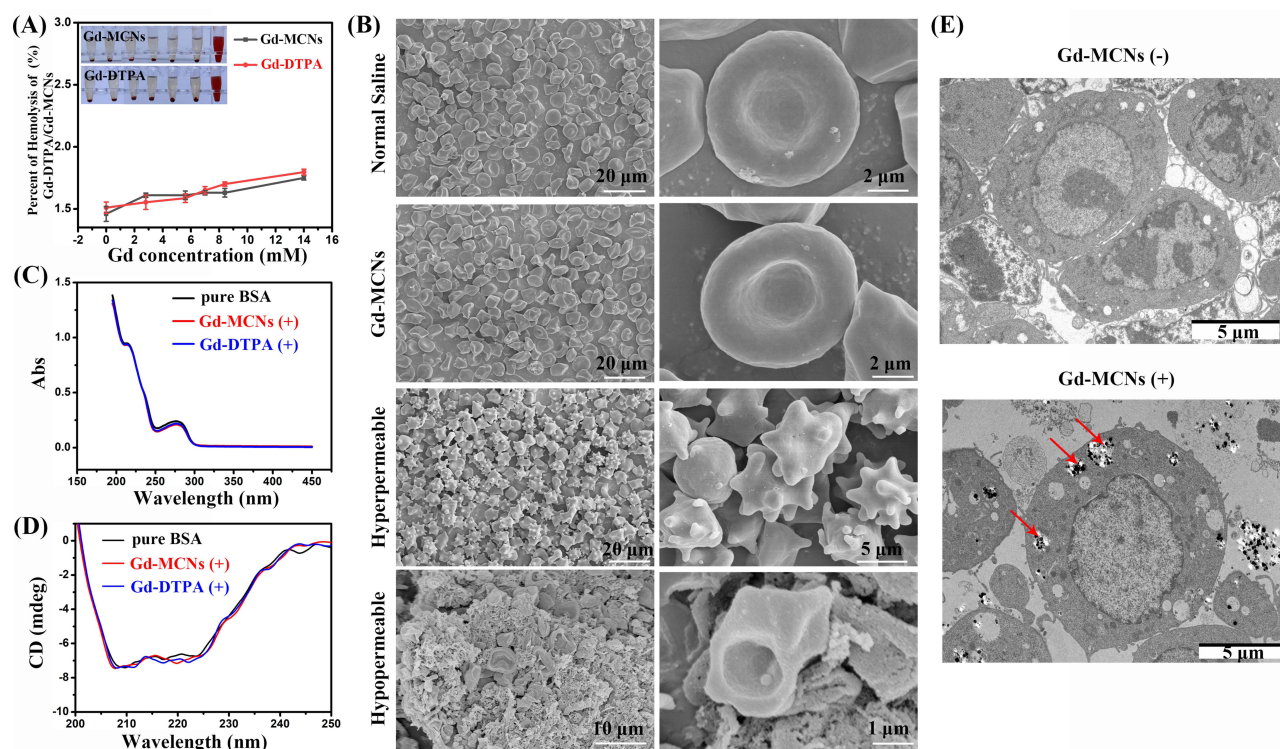 (A)
Percent of Hemolysis of (%)
Gd-DTPA/Gd-MCNs
3.0
2.5
2.0
1.5
Gd-MCNs
Gd-DTPA
Gd-MCNs
Gd-DTPA
-2 0 2 4 6 8 10 12 14 16
Gd concentration (mM)
(B)
Normal Saline
20 μm
2 μm
Gd-MCNs
20 μm
2 μm
Hyperpermeable
20 μm
5 μm
Hypopermeable
10 μm
1 μm
(C)
Abs
1.5
1.0
0.5
0.0
pure BSA
Gd-MCNs (+)
Gd-DTPA (+)
150 200 250 300 350 400 450
Wavelength (nm)
(D)
CD (mdeg)
0
-2
-4
-6
-8
-10
pure BSA
Gd-MCNs (+)
Gd-DTPA (+)
200 210 220 230 240 250
Wavelength (nm)
(E)
Gd-MCNs (-)
5 μm
Gd-MCNs (+)
5 μm